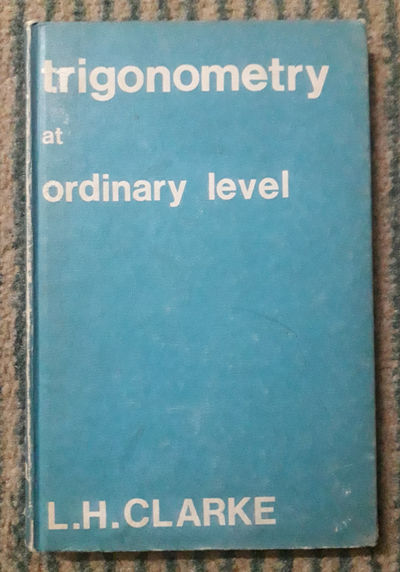 trigonometry
at
ordinary level
L.H.CLARKE